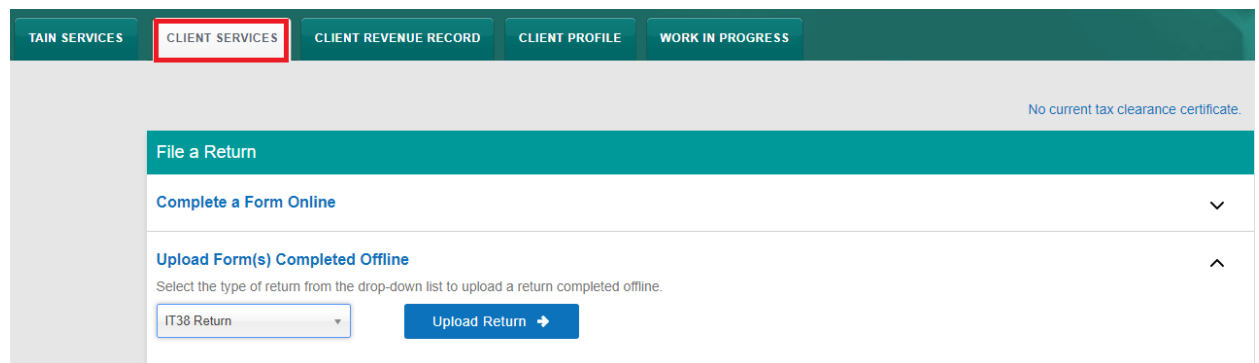 TAIN SERVICES CLIENT SERVICES CLIENT REVENUE RECORD CLIENT PROFILE WORK IN PROGRESS
No current tax clearance certificate.
File a Return
Complete a Form Online
Upload Form(s) Completed Offline
Select the type of return from the drop-down list to upload a return completed offline.
IT38 Return Upload Return